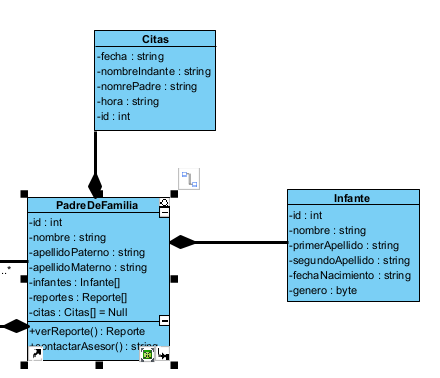 Citas
-fecha : string
-nombreIndante : string
-nomrePadre : string
-hora : string
-id : int
PadreDeFamilia
-id : int
-nombre : string
-apellidoPaterno : string
-apellidoMaterno : string
-infantes : Infante[]
-reportes : Reporte[]
-citas : Citas[] = Null
+verReporte() : Reporte
+contactarAsesor() : string
..*
Infante
-id : int
-nombre : string
-primerApellido : string
-segundoApellido : string
-fechaNacimiento : string
-genero : byte